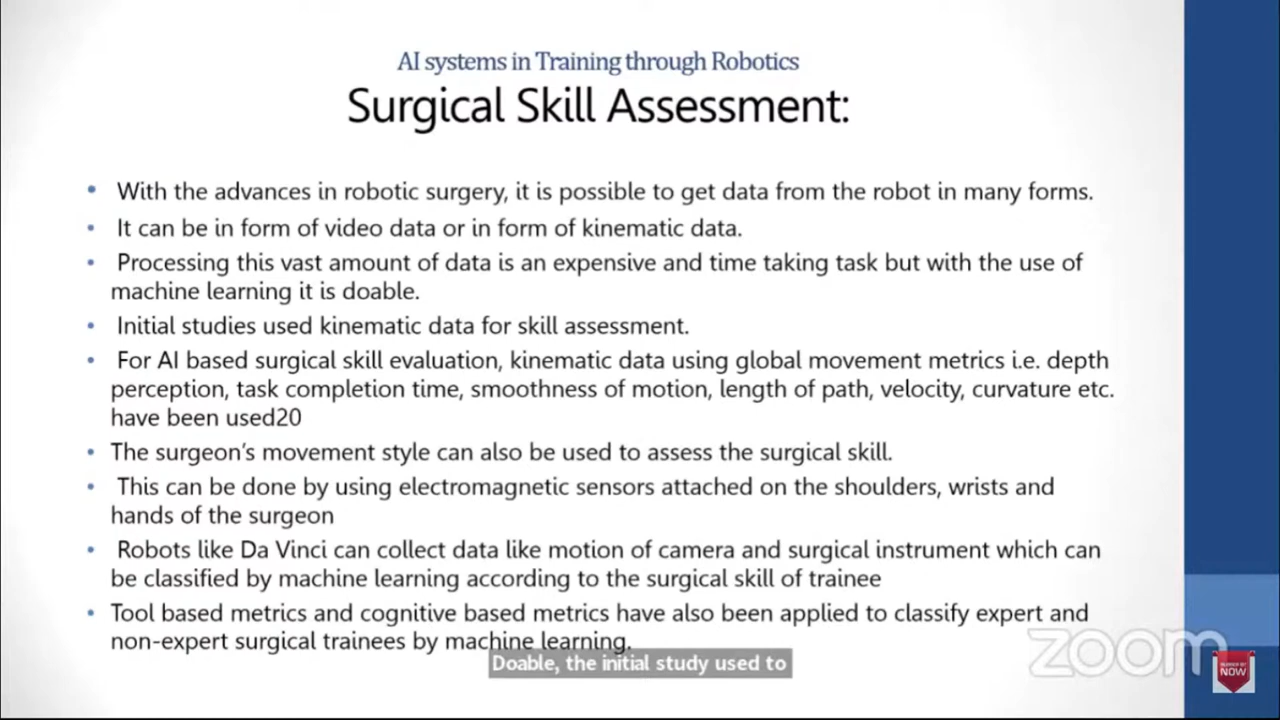 AI systems in Training through Robotics
Surgical Skill Assessment:
• With the advances in robotic surgery, it is possible to get data from the robot in many forms.
• It can be in form of video data or in form of kinematic data.
• Processing this vast amount of data is an expensive and time taking task but with the use of
machine learning it is doable.
• Initial studies used kinematic data for skill assessment.
• For AI based surgical skill evaluation, kinematic data using global movement metrics i.e. depth
perception, task completion time, smoothness of motion, length of path, velocity, curvature etc.
have been used20
• The surgeon’s movement style can also be used to assess the surgical skill.
• This can be done by using electromagnetic sensors attached on the shoulders, wrists and
hands of the surgeon
• Robots like Da Vinci can collect data like motion of camera and surgical instrument which can
be classified by machine learning according to the surgical skill of trainee
• Tool based metrics and cognitive based metrics have also been applied to classify expert and
non-expert surgical trainees by machine learning.
Doable, the initial study used to
zoom
NOW